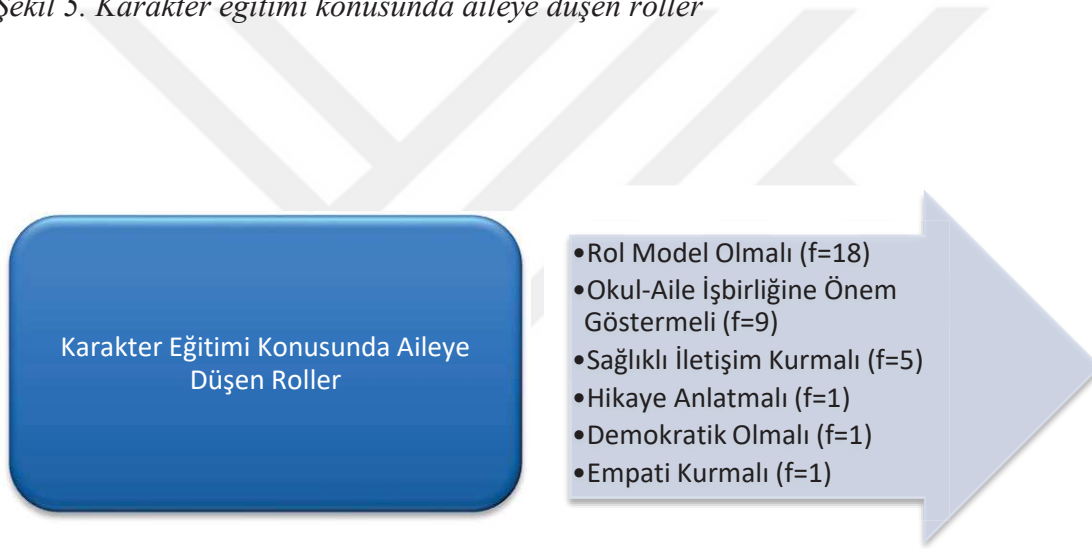 Şekil 5. Karakter eğitimi konusunda aileye düşen roller
Karakter Eğitimi Konusunda Aileye
Düşen Roller
•Rol Model Olmalı (f=18)
•Okul-Aile İşbirliğine Önem
Göstermeli (f=9)
•Sağlıklı İletişim Kurmalı (f=5)
•Hikaye Anlatmalı (f=1)
•Demokratik Olmalı (f=1)
•Empati Kurmalı (f=1)